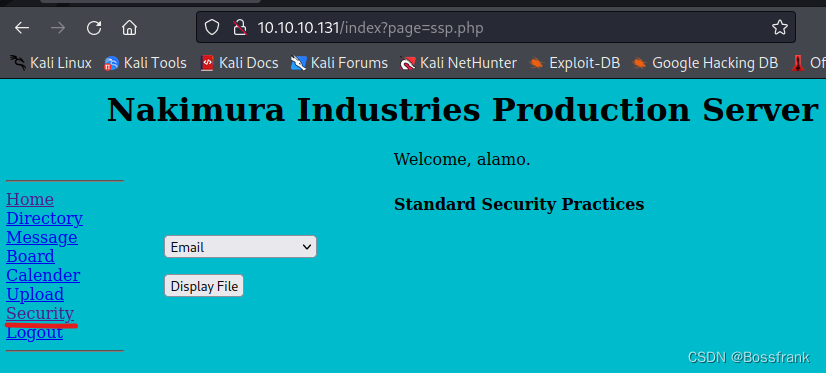 10.10.10.131/index?page=ssp.php
Kali Linux Kali Tools Kali Docs Kali Forums Kali NetHunter Exploit-DB Google Hacking DB Of
Nakimura Industries Production Server
Welcome, alamo.
Home
Directory
Message
Board
Calender
Upload
Security
Logout
Standard Security Practices
Email
Display File
CSDN @Bossfrank